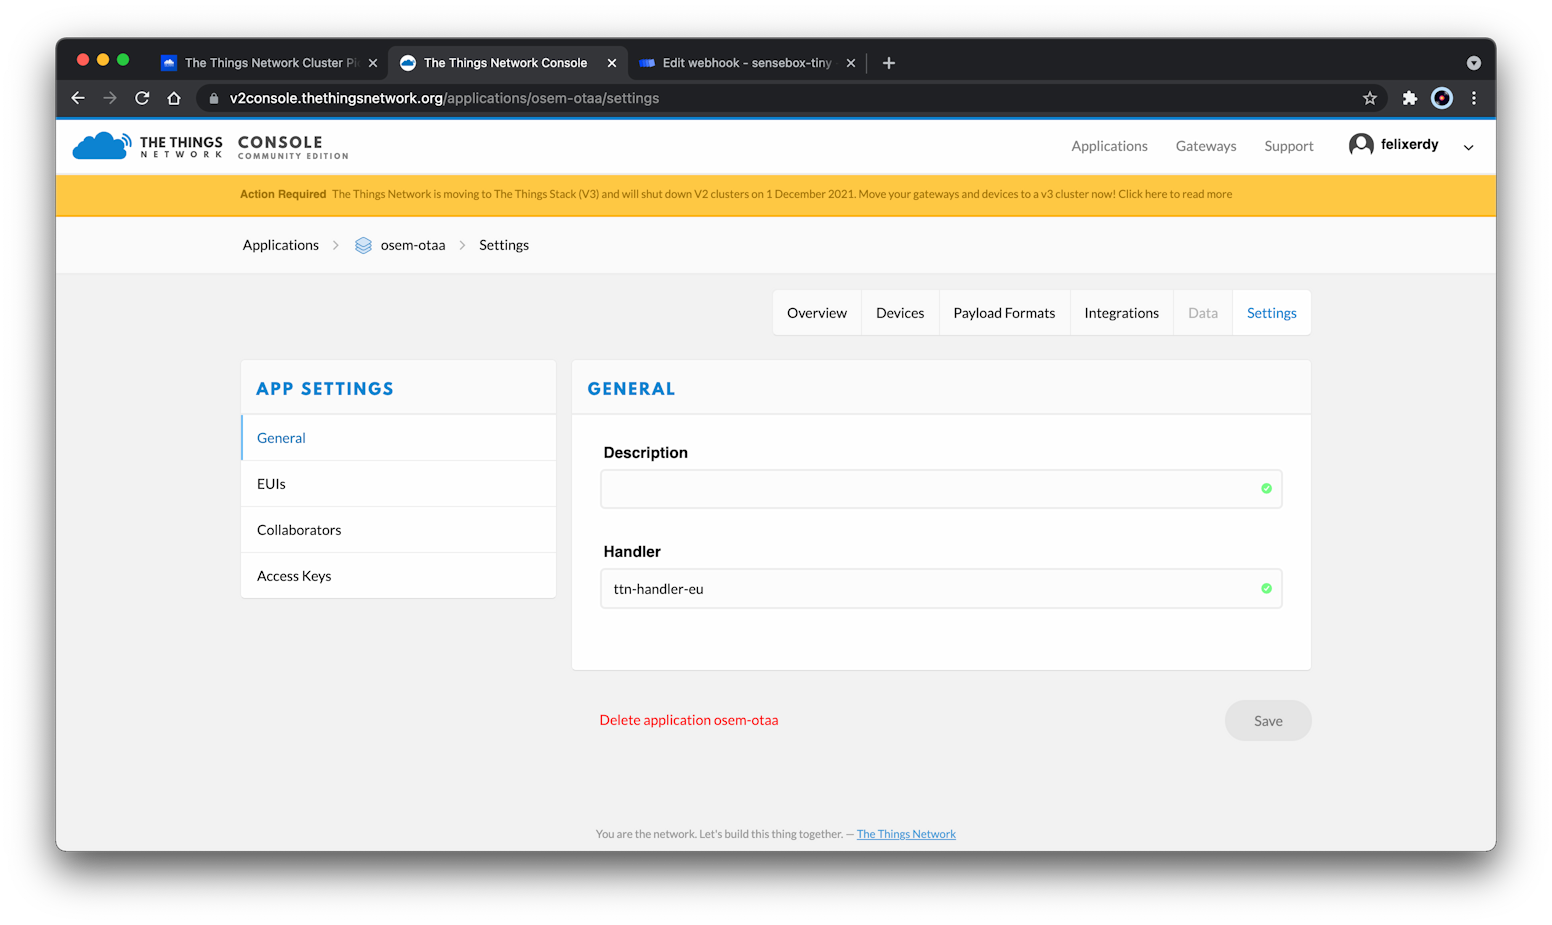 The Things Network Cluster Pi
The Things Network Console
Edit webhook - sensebox-tiny
v2console.thethingsnetwork.org/applications/osem-otaa/settings
THE THINGS NETWORK
CONSOLE
COMMUNITY EDITION
Applications
Gateways
Support
felixerdy
Action Required The Things Network is moving to The Things Stack (V3) and will shut down V2 clusters on 1 December 2021. Move your gateways and devices to a v3 cluster now! Click here to read more
Applications
osem-otaa
Settings
Overview
Devices
Payload Formats
Integrations
Data
Settings
APP SETTINGS
General
EUIs
Collaborators
Access Keys
GENERAL
Description
Handler
ttn-handler-eu
Delete application osem-otaa
Save
You are the network. Let's build this thing together. — The Things Network